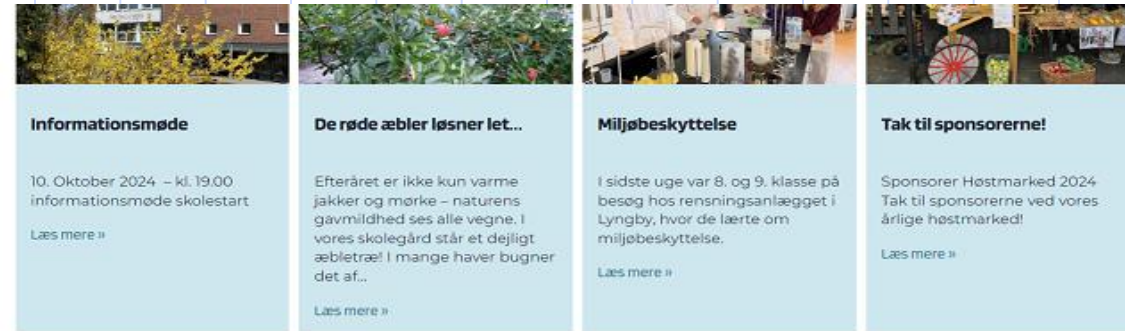 Informationsmøde
10. Oktober 2024 – kl. 19.00
informationsmøde skolestart
Læs mere »
De røde æbler løsner let...
Efteråret er ikke kun varme
jakker og mørke – naturens
gavmildhed ses alle vegne. I
vores skolegård står et dejligt
æbletræ! I mange haver bugner
det af...
Læs mere »
Miljøbeskyttelse
I sidste uge var 8. og 9. klasse på
besøg hos rensningsanlægget i
Lyngby, hvor de lærte om
miljøbeskyttelse.
Læs mere »
Tak til sponsorerne!
Sponsorer Høstmarked 2024
Tak til sponsorerne ved vores
årlige høstmarked!
Læs mere »